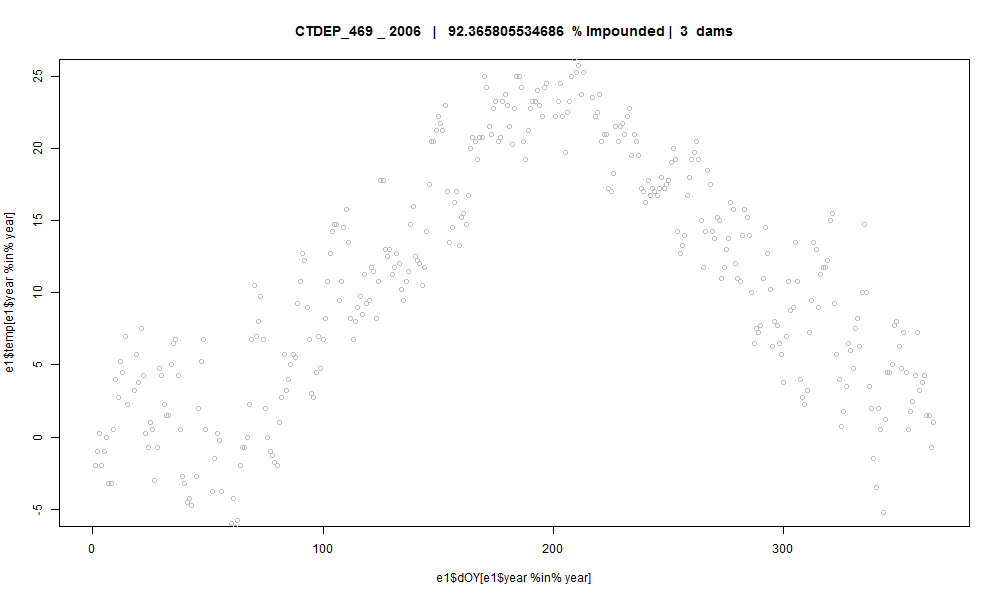 CTDEP_469 _ 2006 | 92.365805534686 % Impounded | 3 dams
e1$temp[e1$year %in% year]
25
20
15
10
5
0
-5
0 100 200 300
e1$dOY[e1$year %in% year]